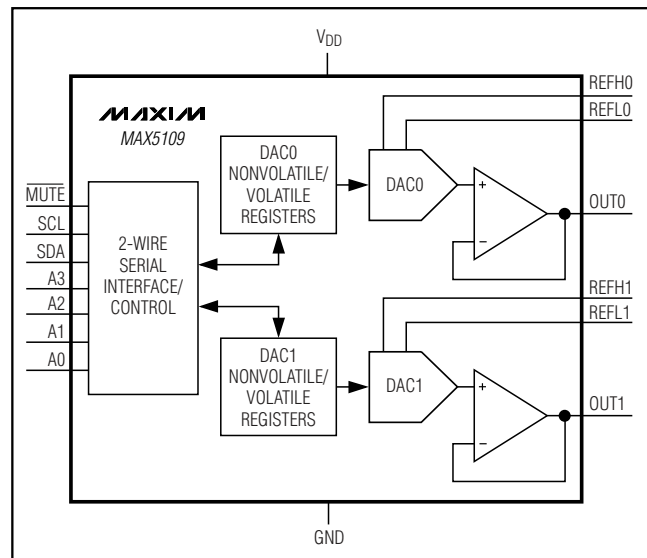 VDD
MAXIM
MAX5109
MUTE
SCL
SDA
A3
A2
A1
A0
2-WIRE
SERIAL
INTERFACE/
CONTROL
DAC0
NONVOLATILE/
VOLATILE
REGISTERS
DAC0
+
−
REFH0
REFL0
OUT0
DAC1
NONVOLATILE/
VOLATILE
REGISTERS
DAC1
+
−
REFH1
REFL1
OUT1
GND